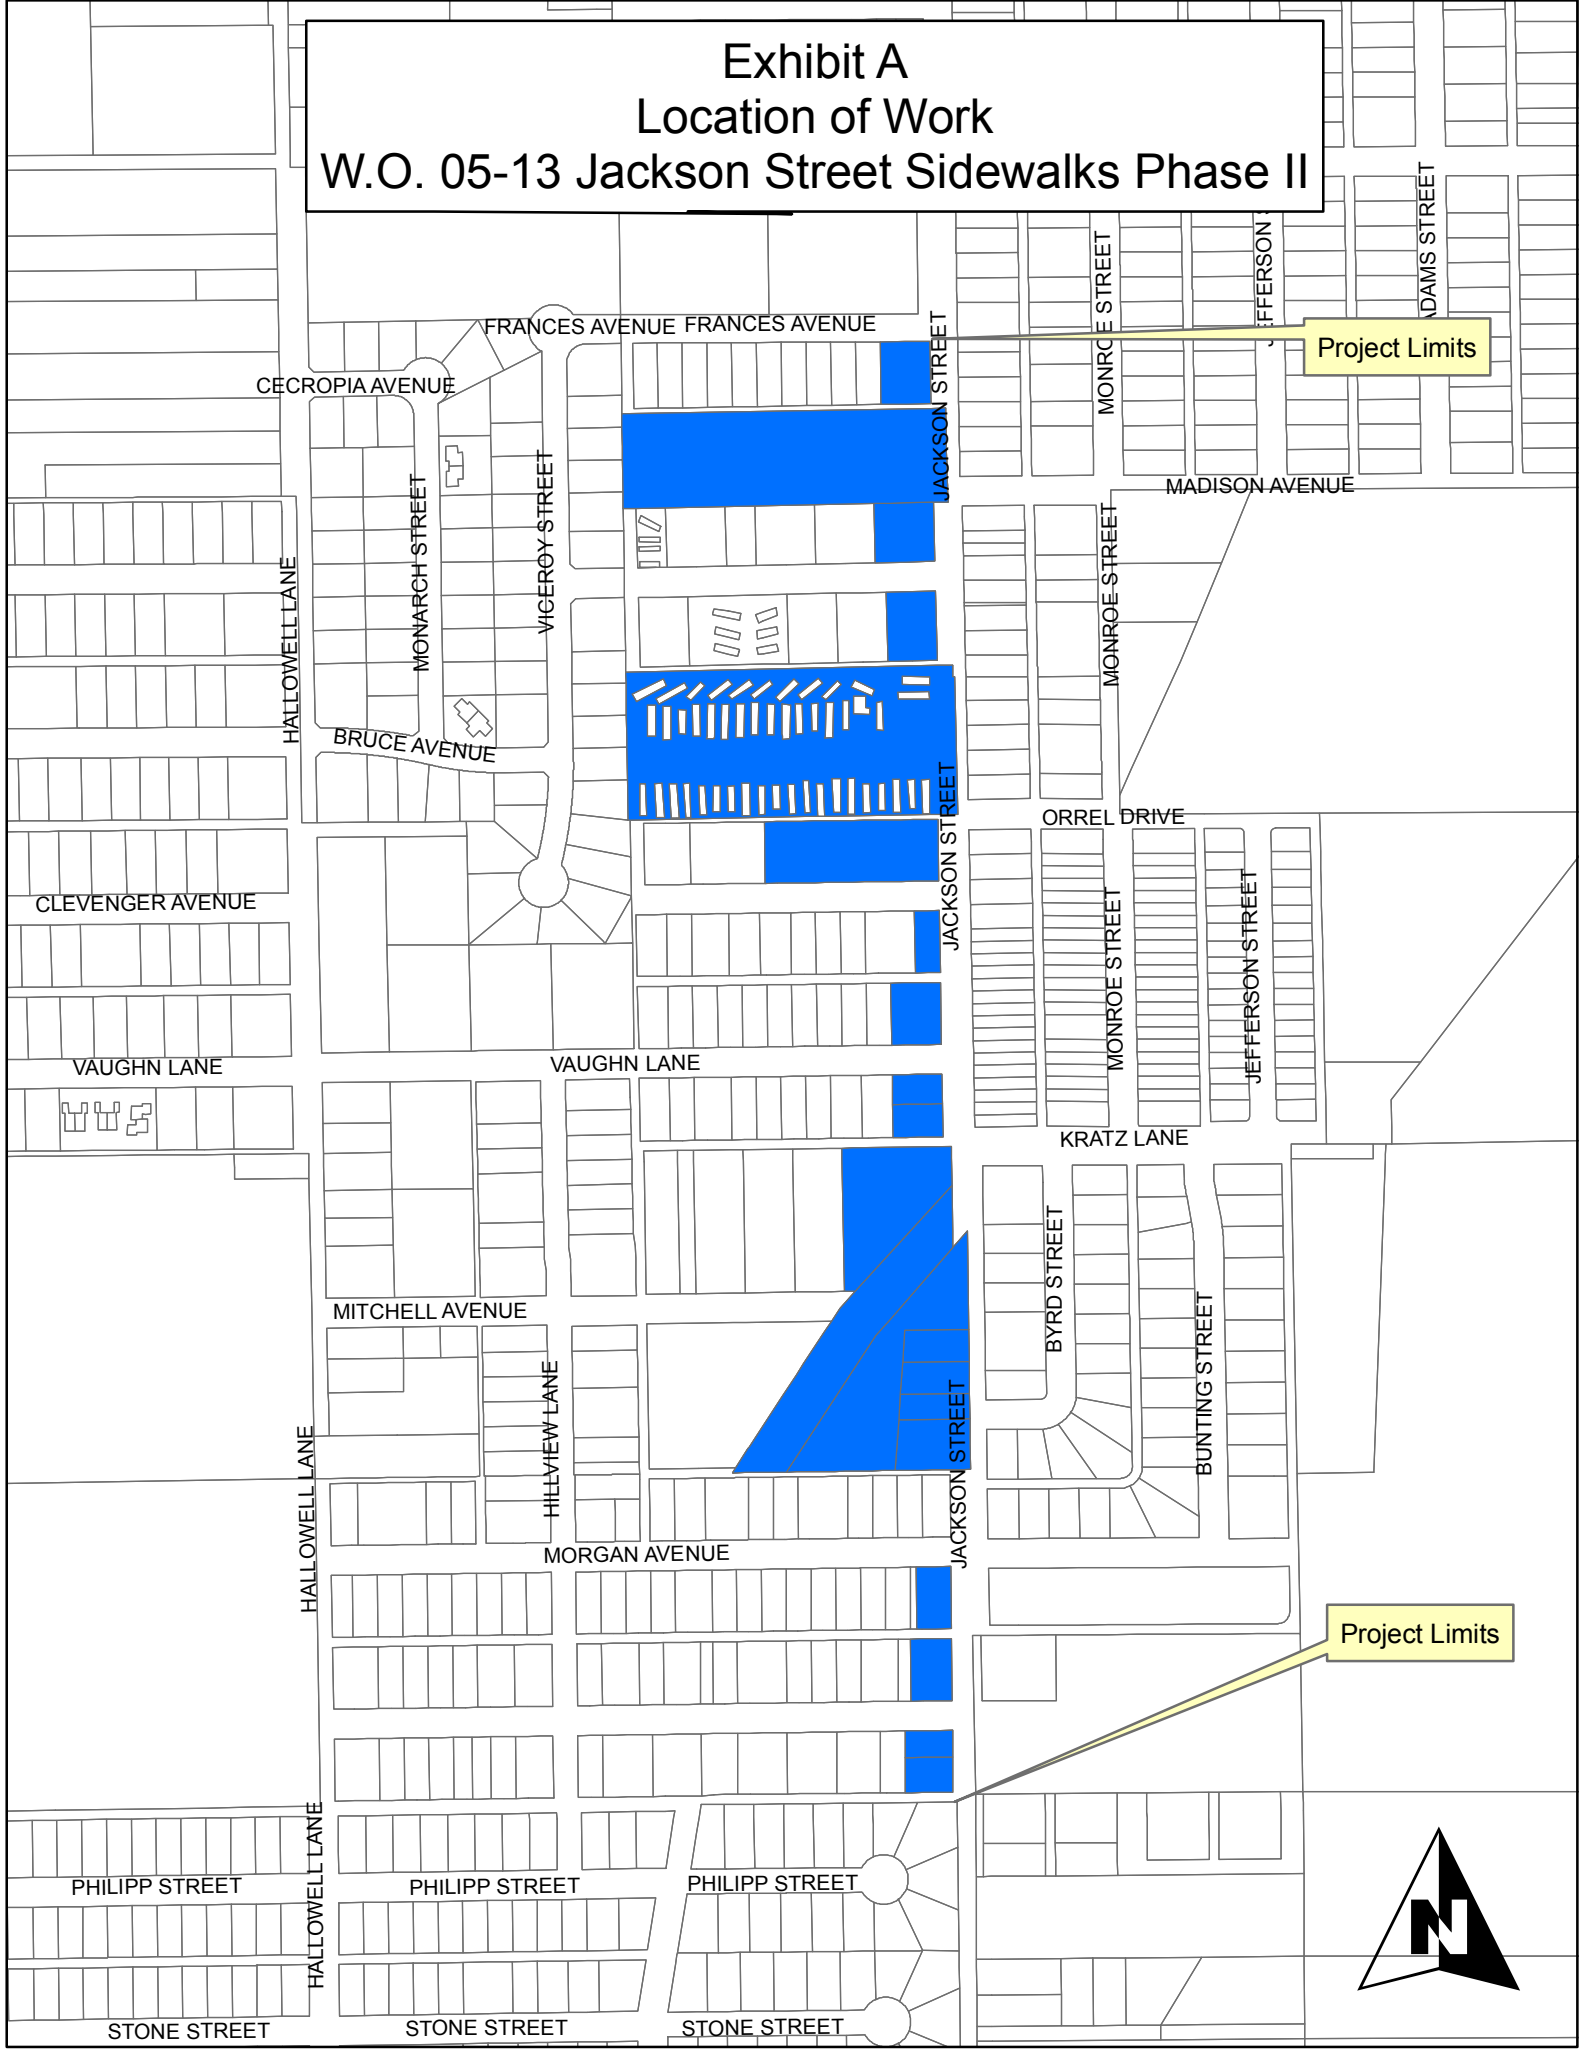 Exhibit A
Location of Work
W.O. 05-13 Jackson Street Sidewalks Phase II
ADAMS STREET
MONROE STREET
FRANCES AVENUE
FRANCES AVENUE
JACKSON STREET
Project Limits
CECROPIA AVENUE
MADISON AVENUE
MONARCH STREET
VICEROY STREET
HALLOWELL LANE
MONROE STREET
BRUCE AVENUE
JACKSON STREET
ORREL DRIVE
CLEVENGER AVENUE
MONROE STREET
JEFFERSON STREET
VAUGHN LANE
VAUGHN LANE
KRATZ LANE
BYRD STREET
MITCHELL AVENUE
BUNTING STREET
HILLVIEW LANE
HALLOWELL LANE
JACKSON STREET
MORGAN AVENUE
Project Limits
HALLOWELL LANE
PHILIPP STREET
PHILIPP STREET
PHILIPP STREET
N
STONE STREET
STONE STREET
STONE STREET